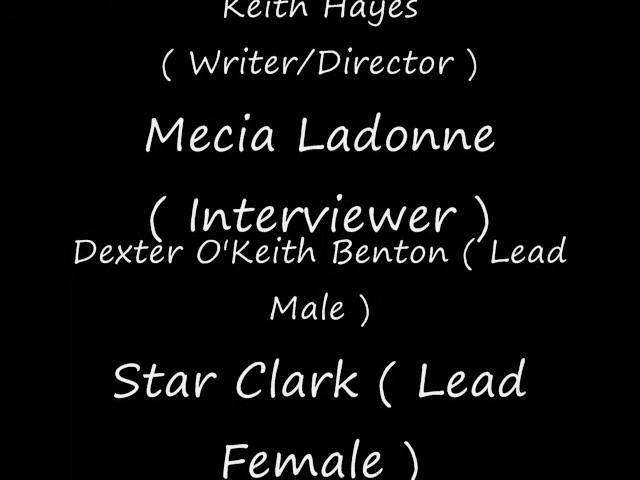 Keith Hayes
( Writer/Director )
Mecia Ladonne
( Interviewer )
Dexter O'Keith Benton ( Lead
Male )
Star Clark ( Lead
Female )